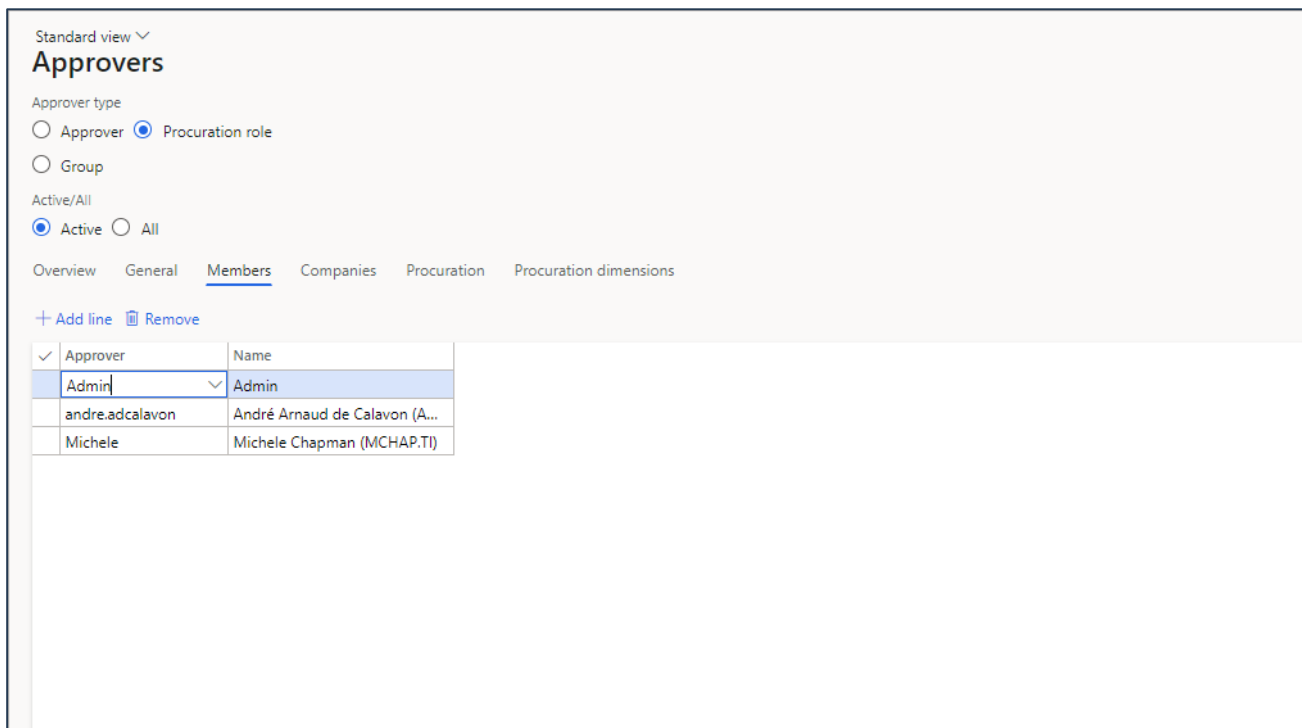 Standard view
Approvers
Approver type
Approver Procuration role
Group
Active/All
Active All
Overview General Members Companies Procuration Procuration dimensions
Add line Remove
Approver Name
Admin Admin
andre.adcalavon André Arnaud de Calavon (A...
Michele Michele Chapman (MCHAP.TI)